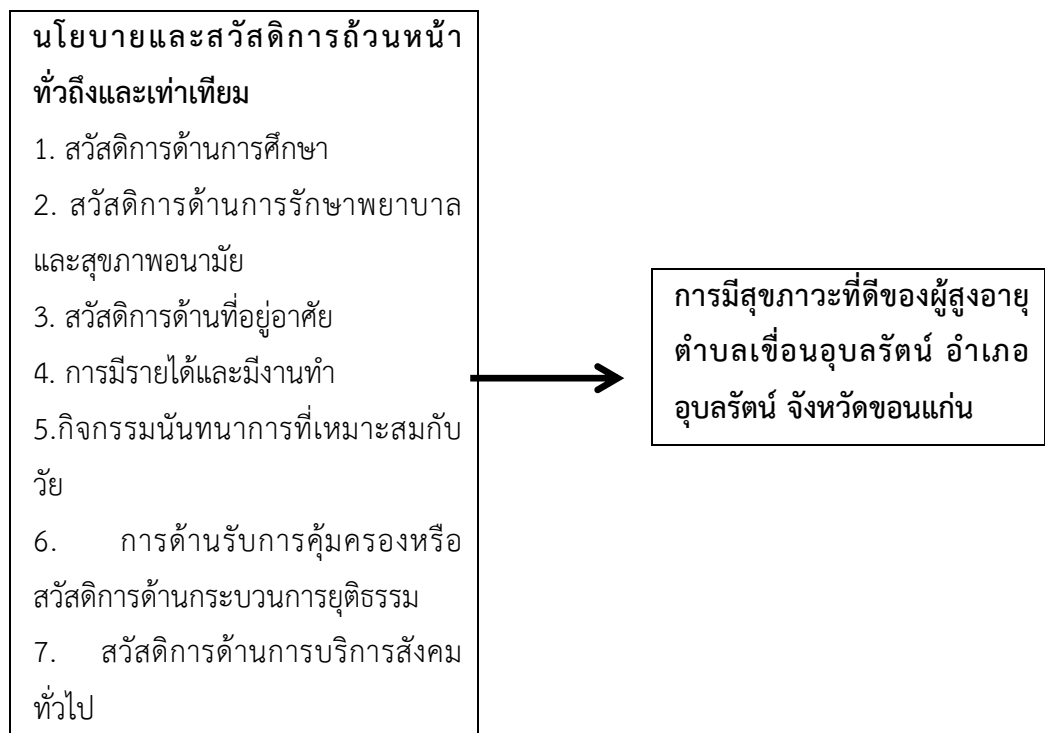 นโยบายและสวัสดิการถ้วนหน้า
ทั่วถึงและเท่าเทียม
1. สวัสดิการด้านการศึกษา
2. สวัสดิการด้านการรักษาพยาบาล
และสุขภาพอนามัย
3. สวัสดิการด้านที่อยู่อาศัย
4. การมีรายได้และมีงานทำ
5.กิจกรรมนันทนาการที่เหมาะสมกับ
วัย
6. การด้านรับการคุ้มครองหรือ
สวัสดิการด้านกระบวนการยุติธรรม
7. สวัสดิการด้านการบริการสังคม
ทั่วไป
การมีสุขภาวะที่ดีของผู้สูงอายุ
ตำบลเขื่อนอุบลรัตน์ อำเภอ
อุบลรัตน์ จังหวัดขอนแก่น